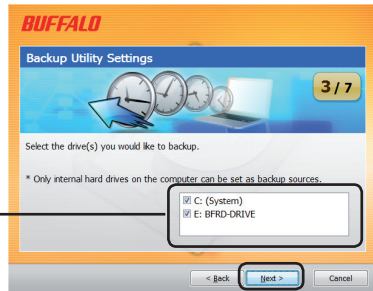 BUFFALO
Backup Utility Settings
3 / 7
Select the drive(s) you would like to backup.
* Only internal hard drives on the computer can be set as backup sources.
C: (System)
E: BFRD-DRIVE
< Back
Next >
Cancel